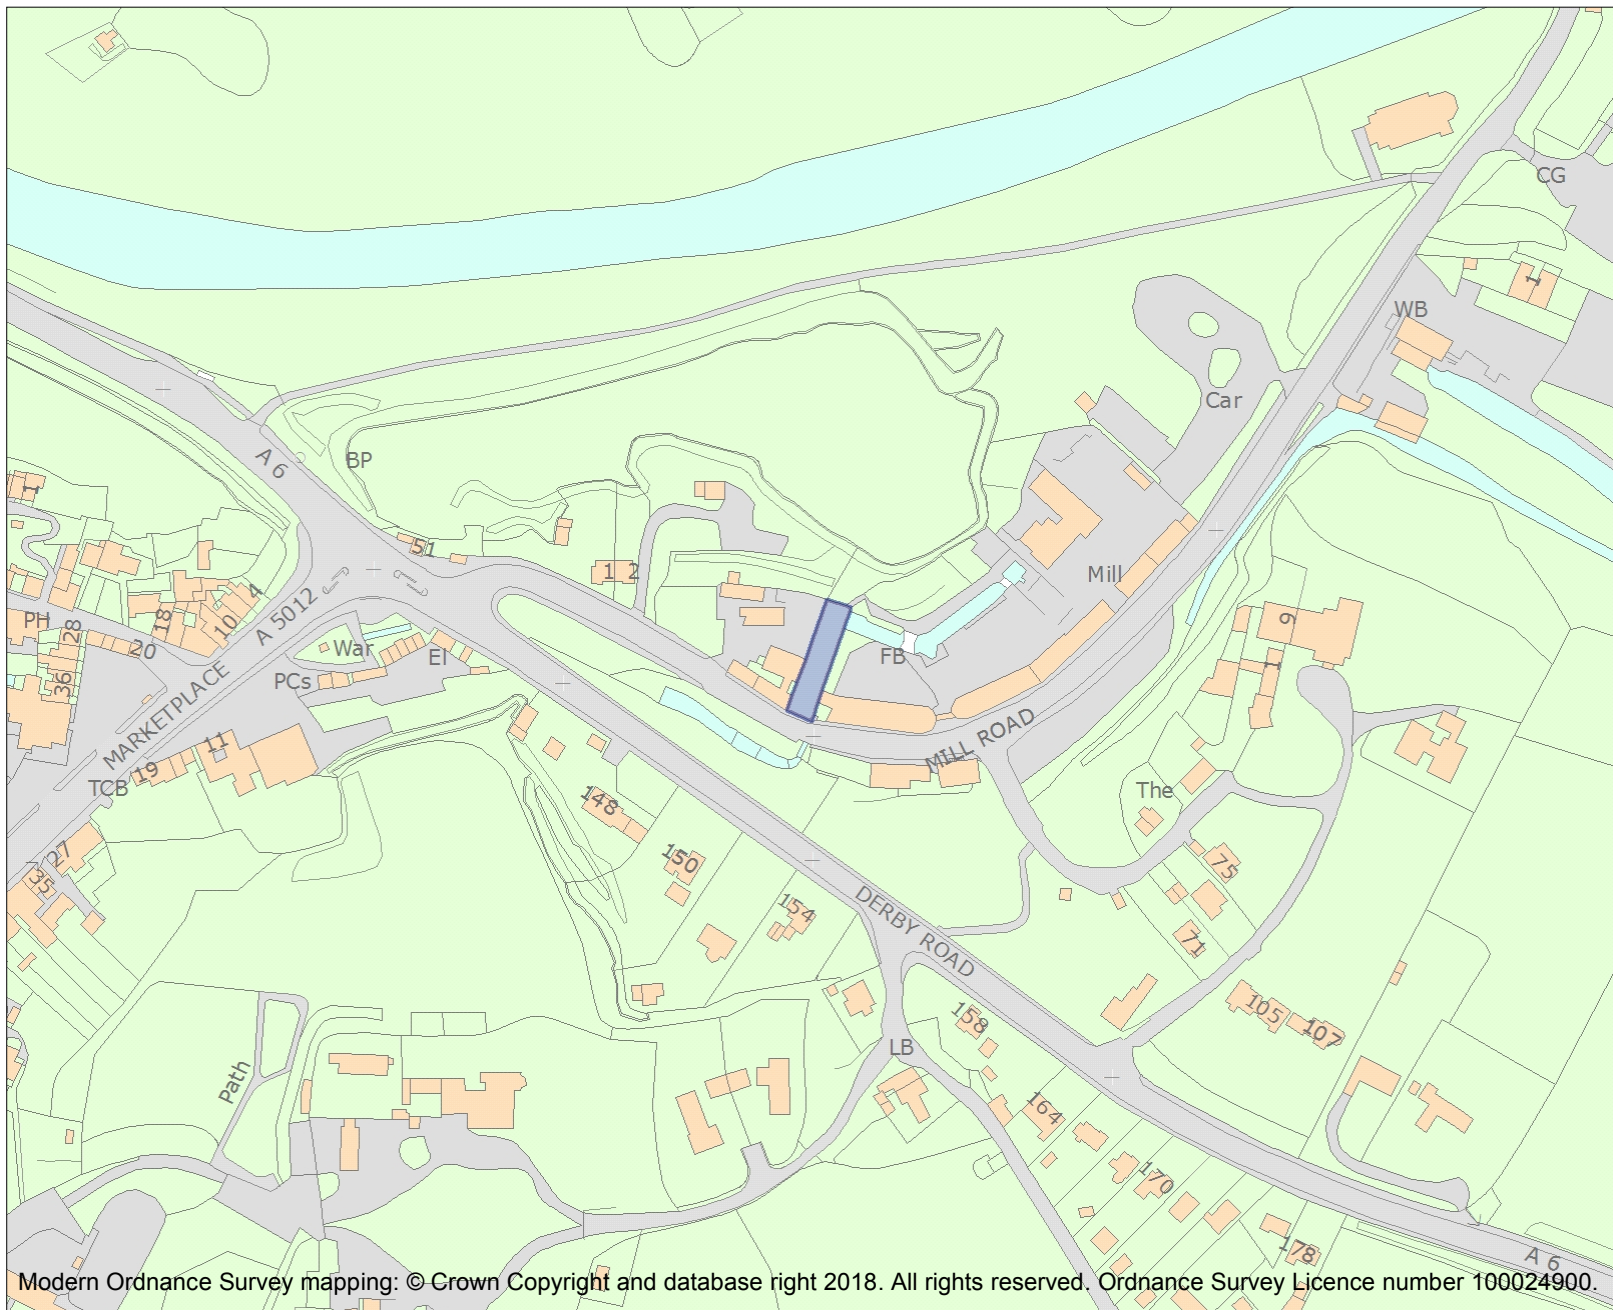 CG
1
WB
Car
A 6
BP
1
51
1 2
Mill
4
A 5012
10
18
PH
28
20
War
El
FB
6
1
36
PCs
MARKETPLACE
11
19
TCB
MILL ROAD
The
148
27
35
150
75
154
DERBY ROAD
71
158
105
107
LB
Path
164
170
178
A 6
Modern Ordnance Survey mapping: © Crown Copyright and database right 2018. All rights reserved. Ordnance Survey Licence number 100024900.